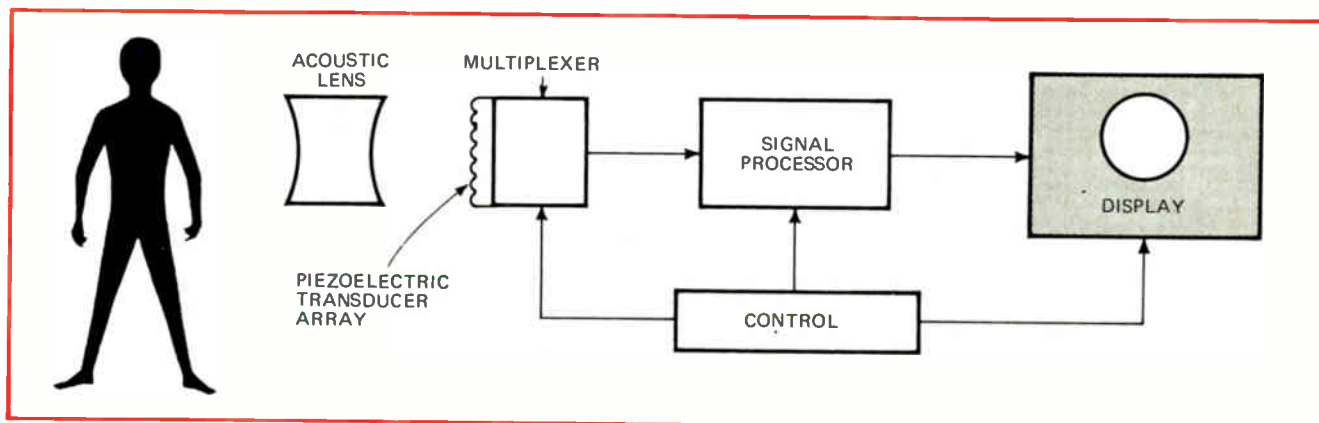 ACOUSTIC
LENS
MULTIPLEXER
SIGNAL
PROCESSOR
DISPLAY
PIEZOELECTRIC
TRANSDUCER
ARRAY
CONTROL